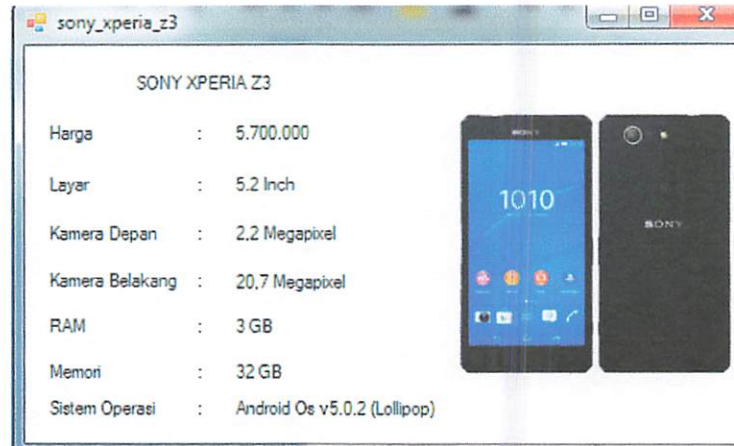 sony_xperia_z3
SONY XPERIA Z3
Harga : 5.700.000
Layar : 5.2 Inch
Kamera Depan : 2,2 Megapixel
Kamera Belakang : 20,7 Megapixel
RAM : 3 GB
Memori : 32 GB
Sistem Operasi : Android Os v5.0.2 (Lollipop)
SONY
1010
SONY